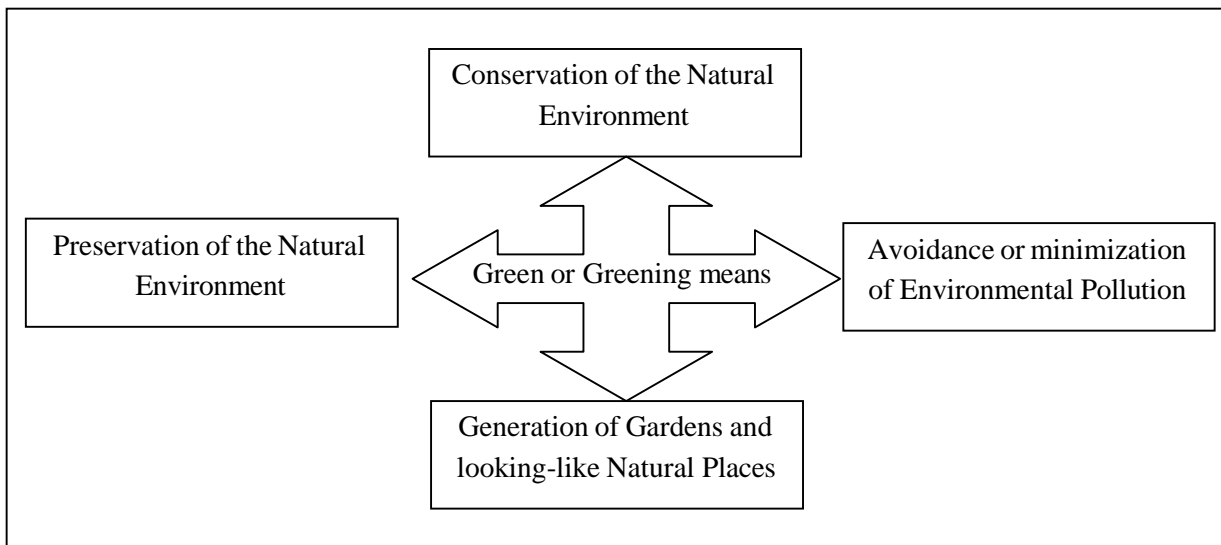 Conservation of the Natural
Environment
Preservation of the Natural
Environment
Green or Greening means
Avoidance or minimization
of Environmental Pollution
Generation of Gardens and
looking-like Natural Places